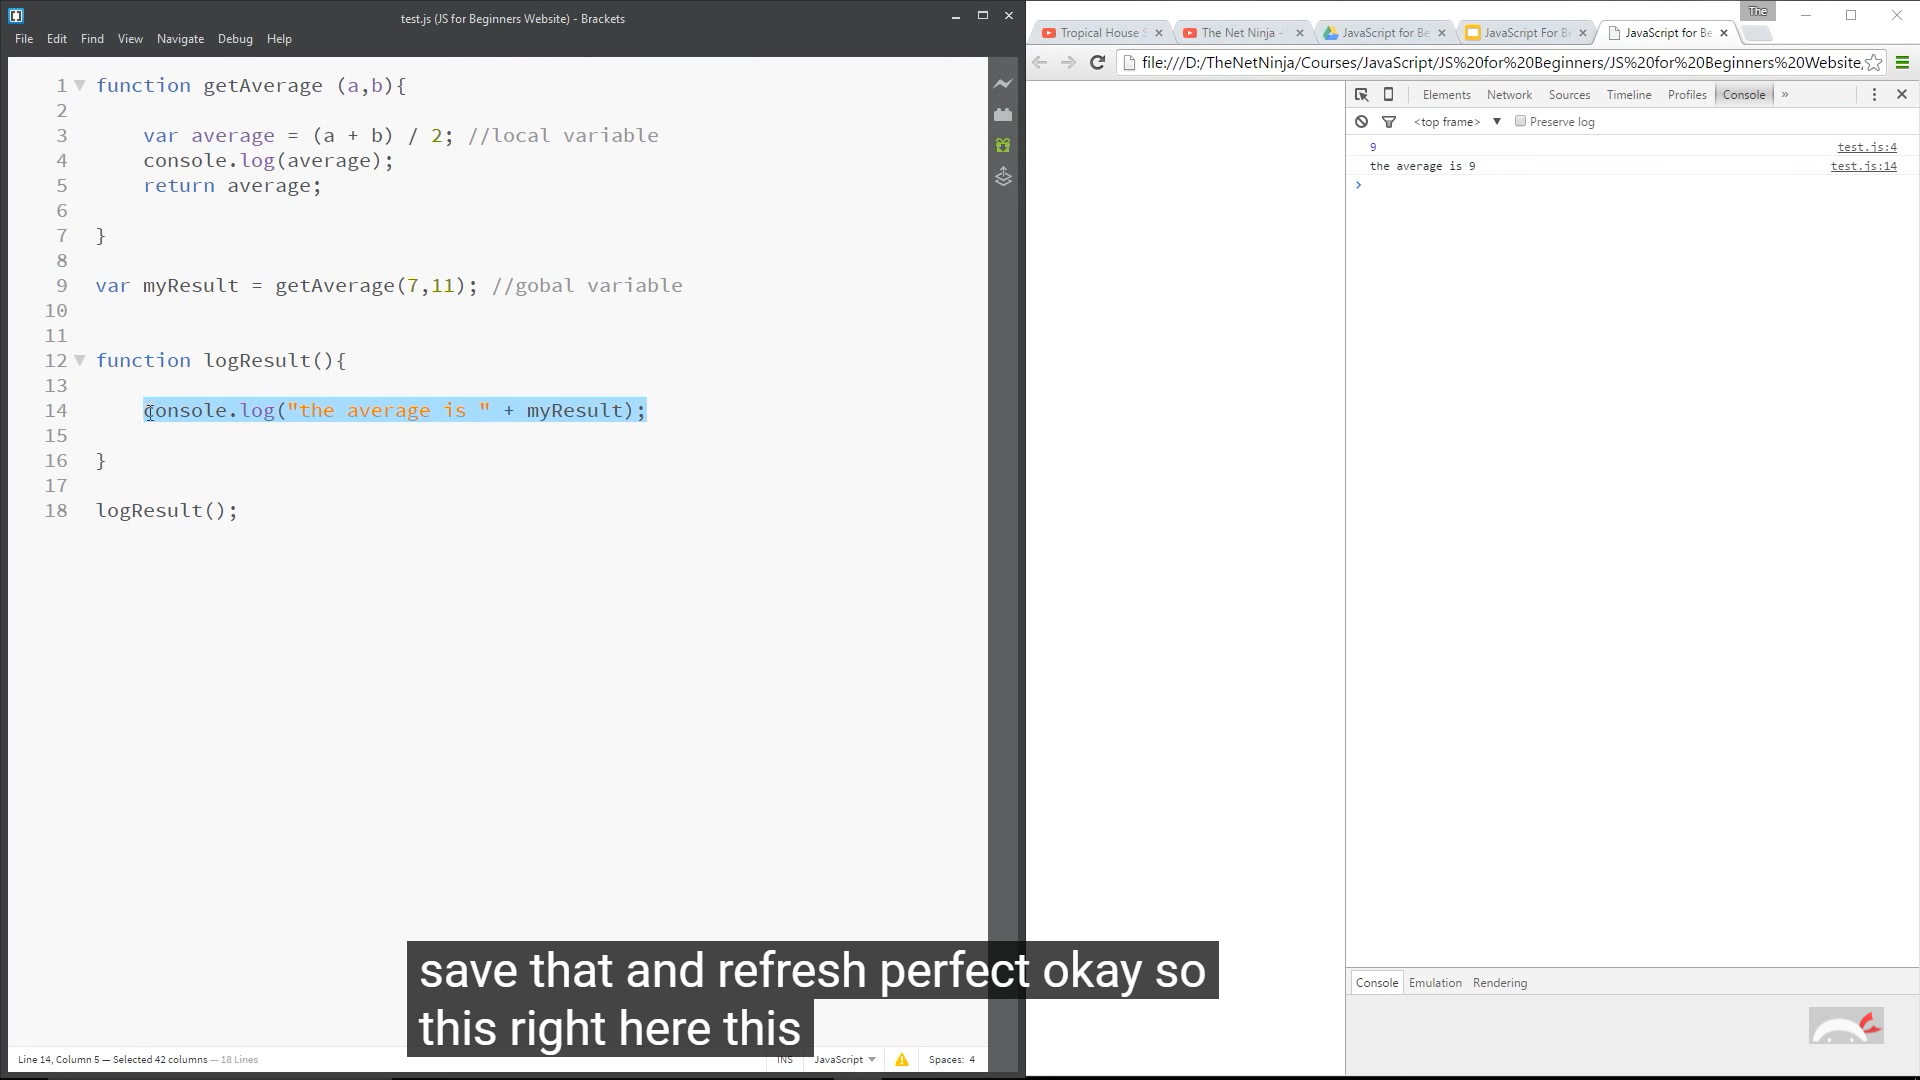 test.js (JS for Beginners Website) - Brackets
File Edit Find View Navigate Debug Help
1 function getAverage (a,b){
2
3 var average = (a + b) / 2; //local variable
4 console.log(average);
5 return average;
6
7 }
8
9 var myResult = getAverage(7,11); //gobal variable
10
11
12 function logResult(){
13
14 console.log("the average is " + myResult);
15
16 }
17
18 logResult();
Line 14, Column 5 — Selected 42 columns — 18 Lines
INS JavaScript Spaces: 4
The
Tropical House S
The Net Ninja -
JavaScript for Be
JavaScript For Be
JavaScript for Be
file:///D:/TheNetNinja/Courses/JavaScript/JS%20for%20Beginners/JS%20for%20Beginners%20Website,
Elements Network Sources Timeline Profiles Console »
<top frame> Preserve log
9 test.js:4
the average is 9 test.js:14
Console Emulation Rendering
save that and refresh perfect okay so
this right here this